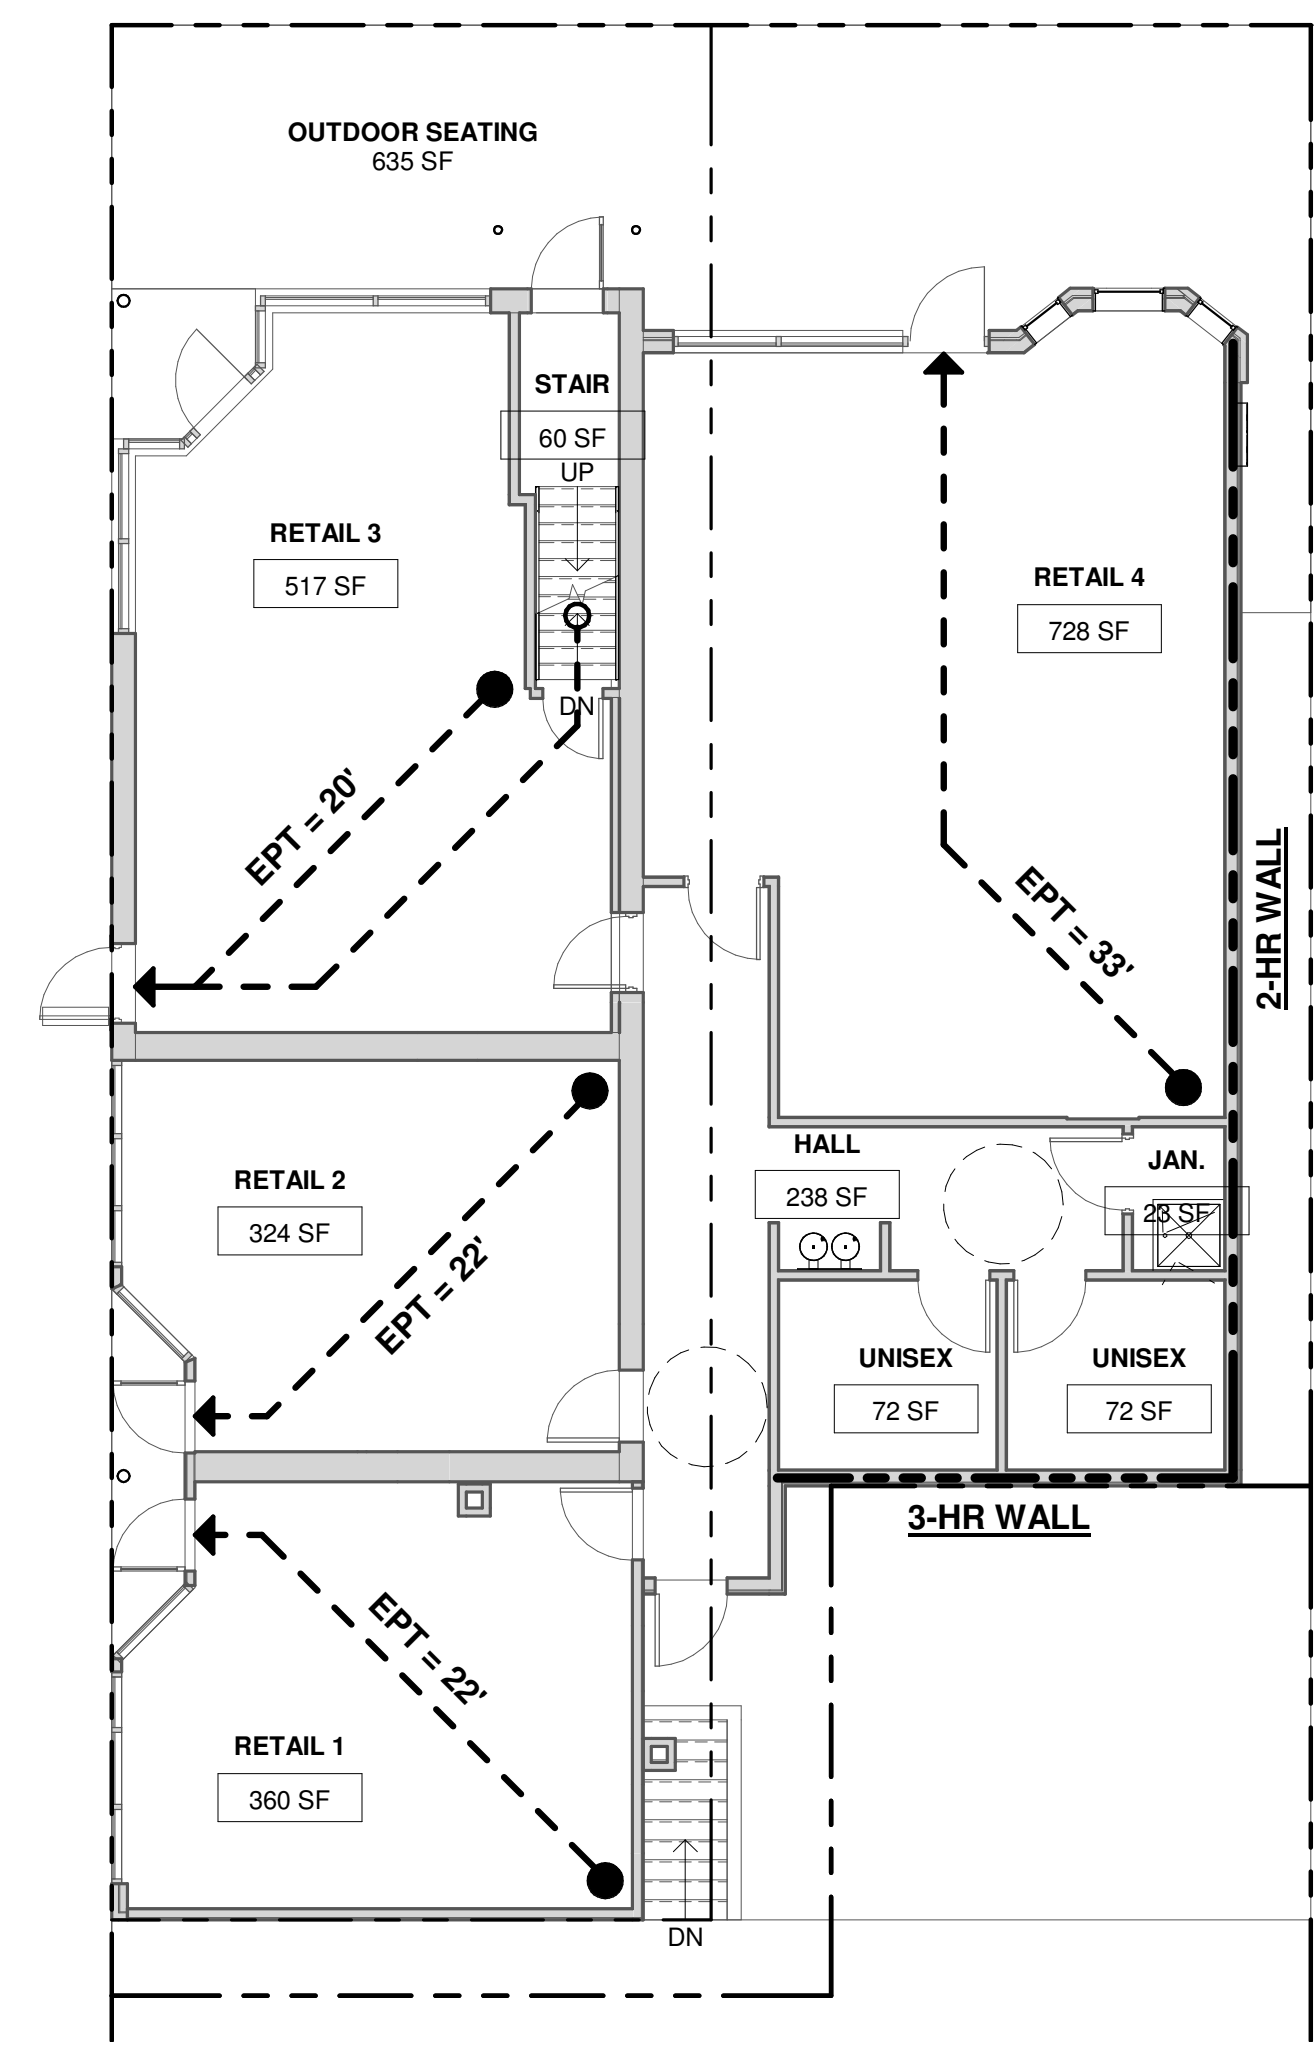 OUTDOOR SEATING
635 SF
STAIR
60 SF
UP
RETAIL 3
517 SF
RETAIL 4
728 SF
DN
EPT = 20'
EPT = 33'
2-HR WALL
HALL
238 SF
JAN.
23 SF
RETAIL 2
324 SF
EPT = 22'
UNISEX
72 SF
UNISEX
72 SF
3-HR WALL
EPT = 22'
RETAIL 1
360 SF
DN